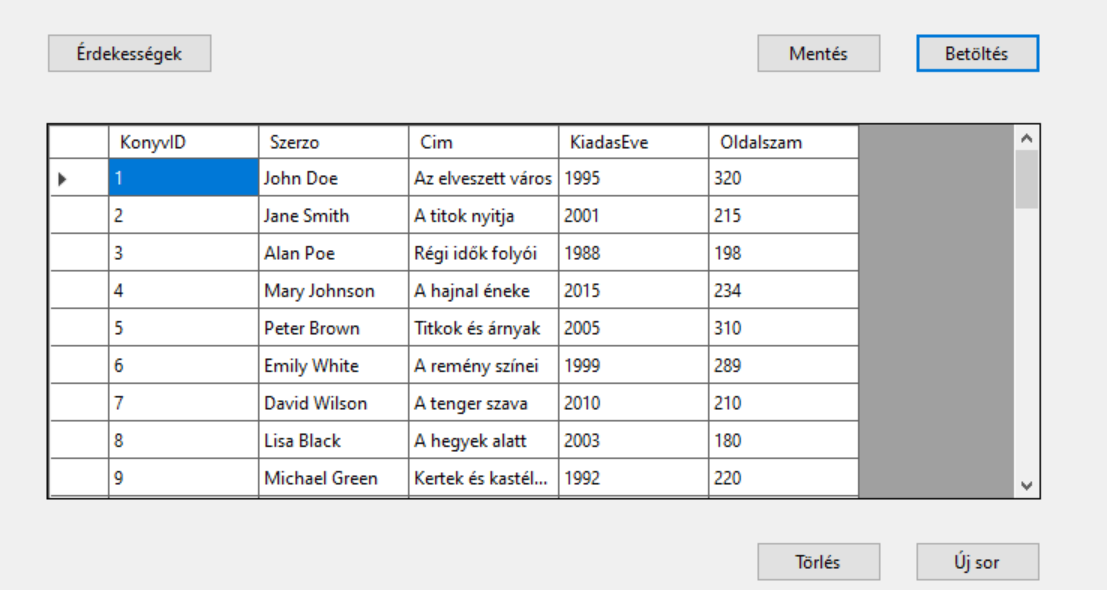 Érdekességek Mentés Betöltés
KonyvID Szerzo Cim KiadasEve Oldalszam
1 John Doe Az elveszett város 1995 320
2 Jane Smith A titok nyitja 2001 215
3 Alan Poe Régi idők folyói 1988 198
4 Mary Johnson A hajnal éneke 2015 234
5 Peter Brown Titkok és árnyak 2005 310
6 Emily White A remény színei 1999 289
7 David Wilson A tenger szava 2010 210
8 Lisa Black A hegyek alatt 2003 180
9 Michael Green Kertek és kastél... 1992 220
Törlés Új sor